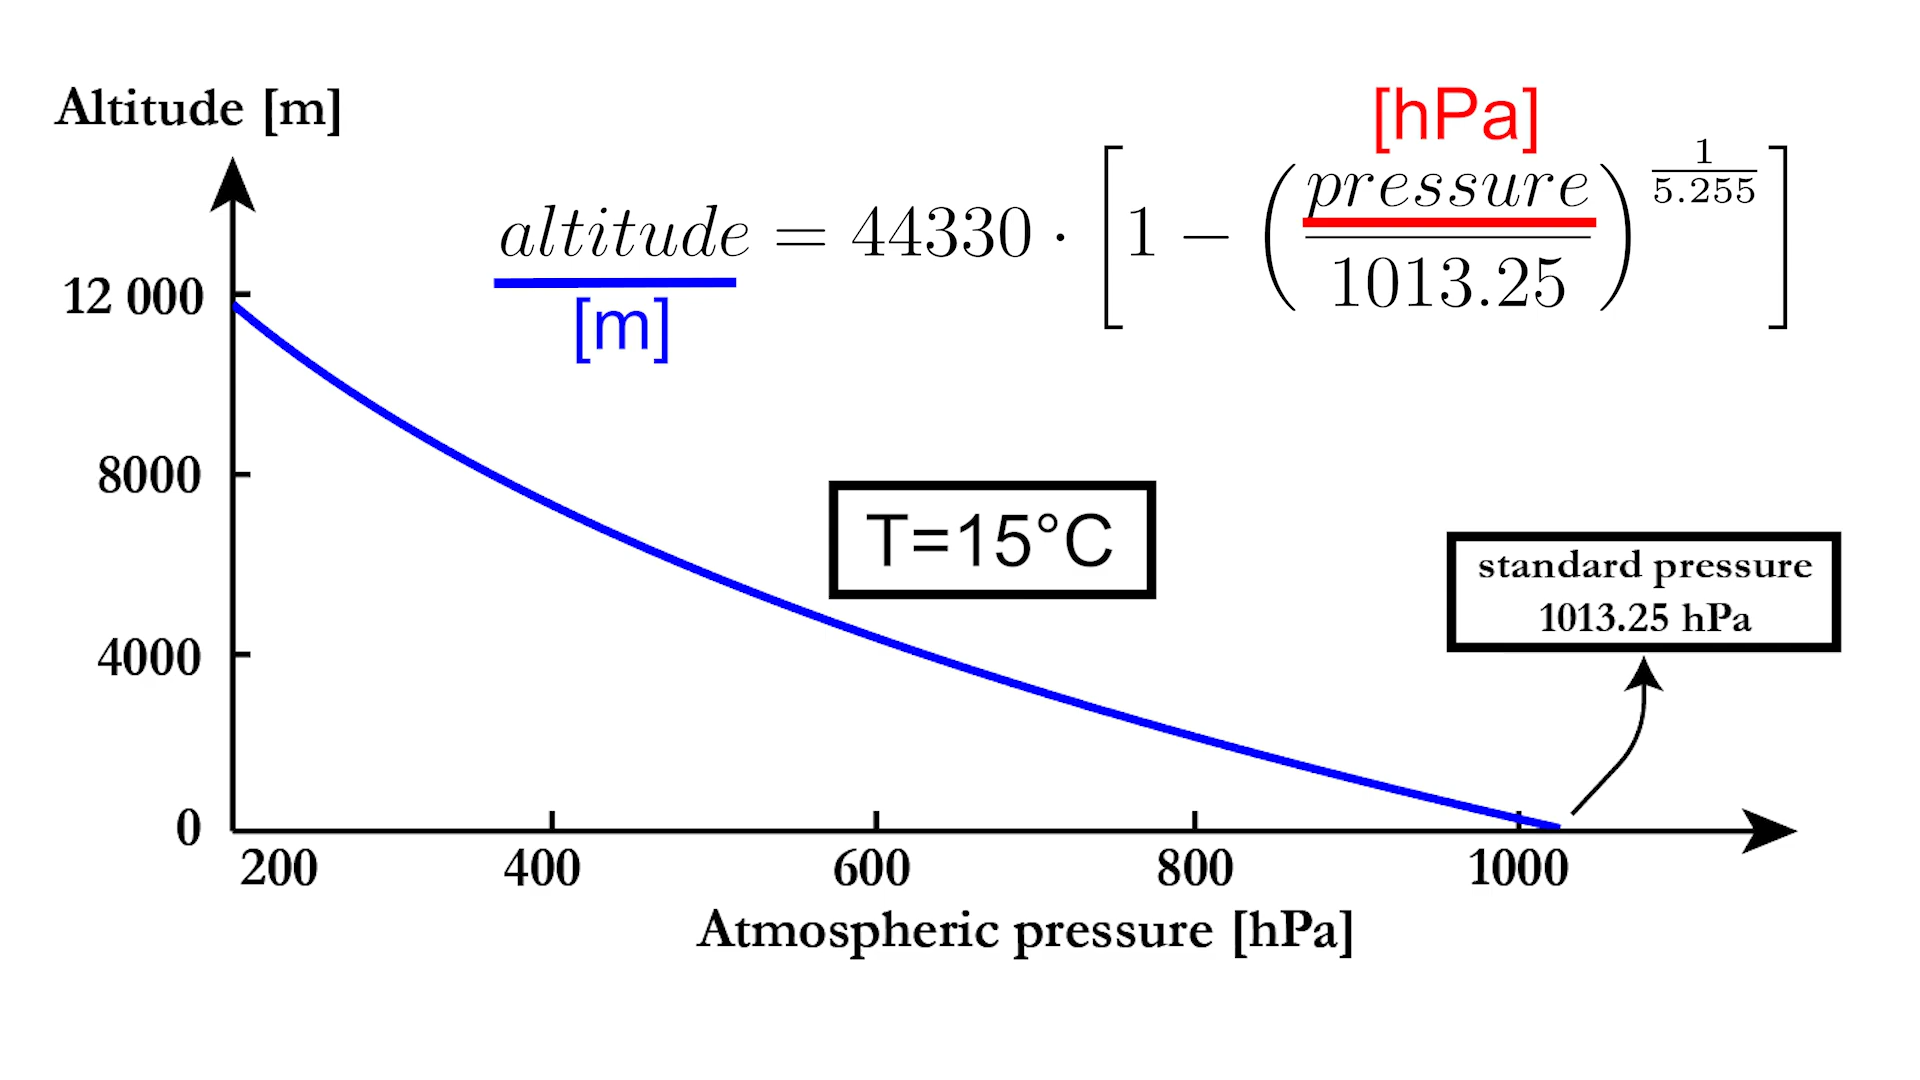 Altitude [m]
[hPa]
altitude = 44330 · [1 − (pressure / 1013.25)^(1 / 5.255)]
[m]
12 000
8000
T=15°C
standard pressure
1013.25 hPa
4000
0
200 400 600 800 1000
Atmospheric pressure [hPa]